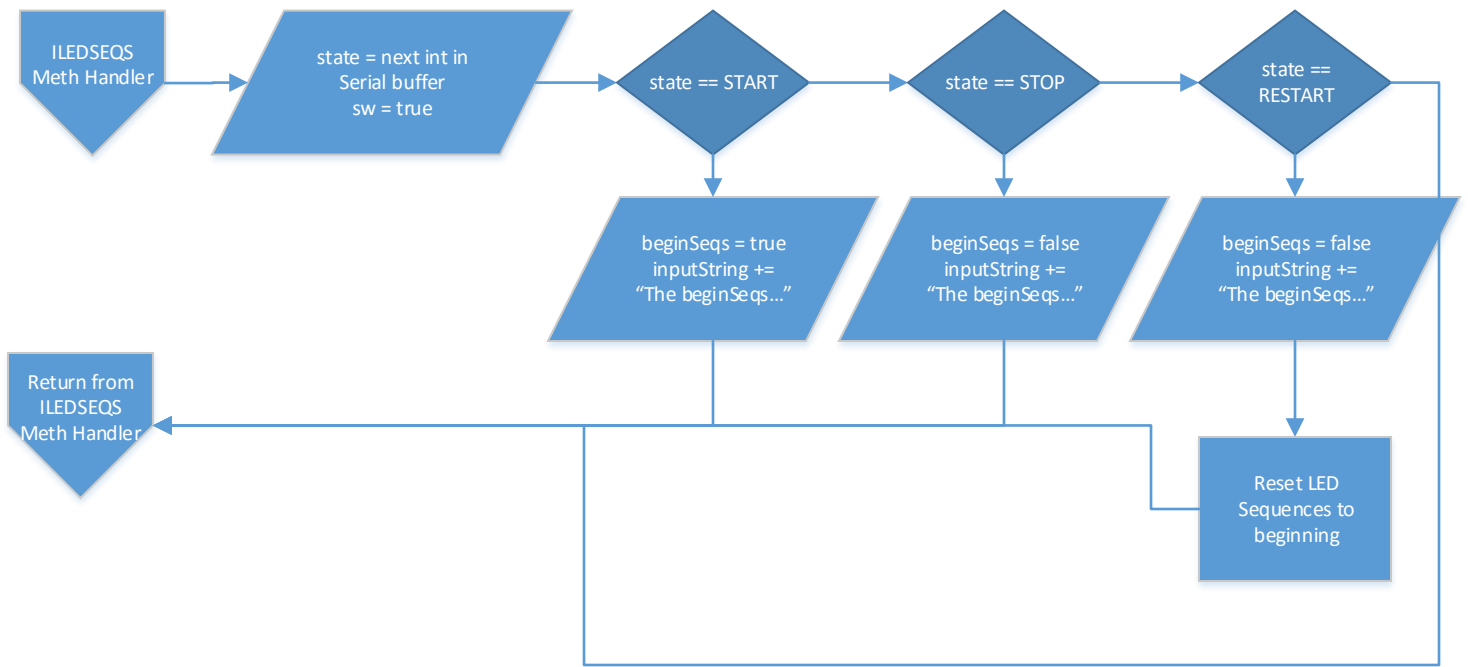 ILEDSEQS
Meth Handler
state = next int in
Serial buffer
sw = true
state == START
state == STOP
state ==
RESTART
beginSeqs = true
inputString +=
“The beginSeqs…”
beginSeqs = false
inputString +=
“The beginSeqs…”
beginSeqs = false
inputString +=
“The beginSeqs…”
Return from
ILEDSEQS
Meth Handler
Reset LED
Sequences to
beginning